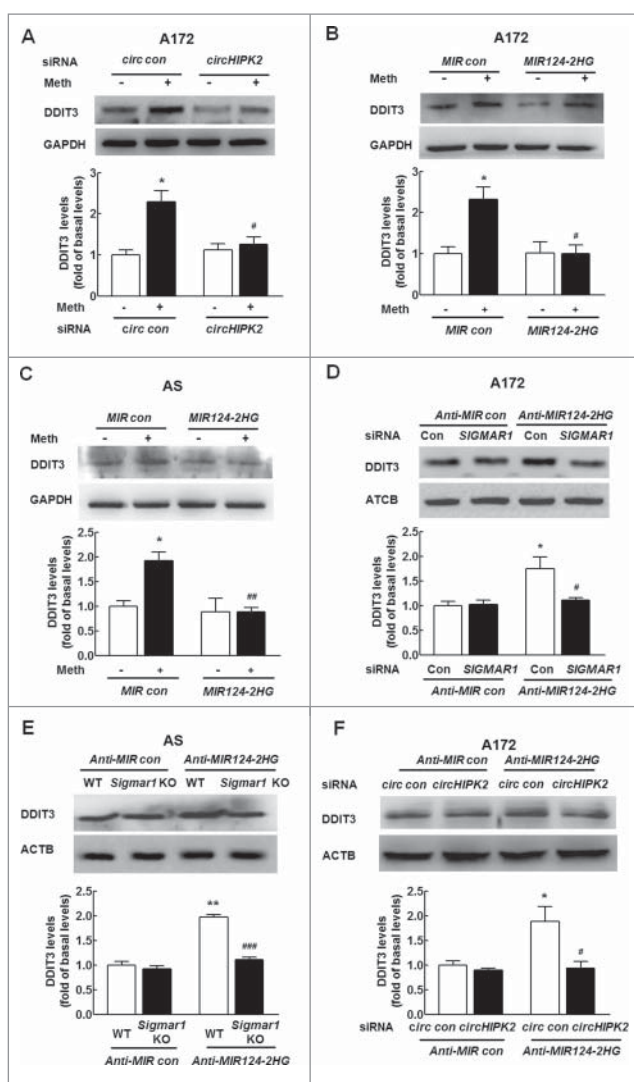 A
A172
siRNA circ con circHIPK2
Meth - + - +
DDIT3
GAPDH
DDIT3 levels
(fold of basal levels)
3
2
1
0
*
#
Meth - + - +
siRNA circ con circHIPK2
B
A172
MIR con MIR124-2HG
Meth - + - +
DDIT3
GAPDH
DDIT3 levels
(fold of basal levels)
3
2
1
0
*
#
Meth - + - +
MIR con MIR124-2HG
C
AS
MIR con MIR124-2HG
Meth - + - +
DDIT3
GAPDH
DDIT3 levels
(fold of basal levels)
2.5
2.0
1.5
1.0
0.5
0.0
*
##
Meth - + - +
MIR con MIR124-2HG
D
A172
Anti-MIR con Anti-MIR124-2HG
siRNA Con SIGMAR1 Con SIGMAR1
DDIT3
ATCB
DDIT3 levels
(fold of basal levels)
2.5
2.0
1.5
1.0
0.5
0.0
*
#
siRNA Con SIGMAR1 Con SIGMAR1
Anti-MIR con Anti-MIR124-2HG
E
AS
Anti-MIR con Anti-MIR124-2HG
WT Sigmar1 KO WT Sigmar1 KO
DDIT3
ACTB
DDIT3 levels
(fold of basal levels)
2.5
2.0
1.5
1.0
0.5
0.0
**
###
WT Sigmar1 WT Sigmar1
KO KO
Anti-MIR con Anti-MIR124-2HG
F
A172
Anti-MIR con Anti-MIR124-2HG
siRNA circ con circHIPK2 circ con circHIPK2
DDIT3
ACTB
DDIT3 levels
(fold of basal levels)
2.5
2.0
1.5
1.0
0.5
0.0
*
#
siRNA circ con circHIPK2 circ con circHIPK2
Anti-MIR con Anti-MIR124-2HG